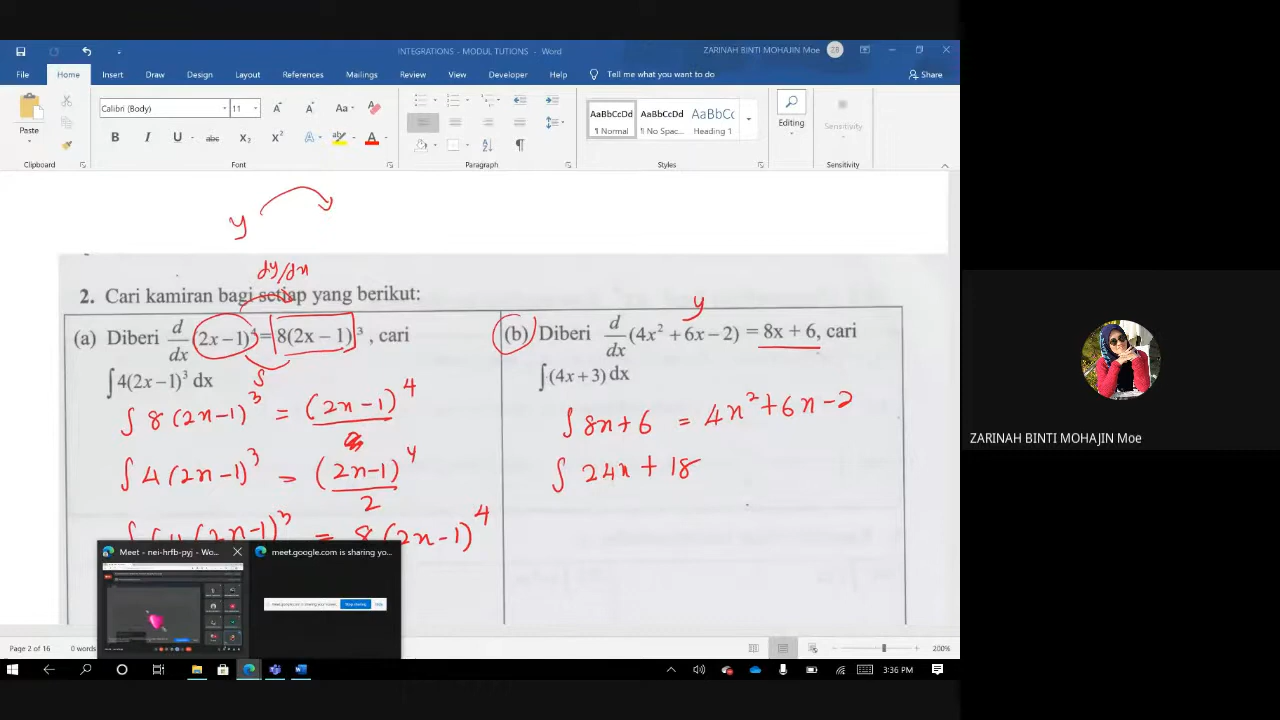 INTEGRATIONS - MODUL TUTIONS - Word
ZARINAH BINTI MOHAJIN Moe ZB
File Home Insert Draw Design Layout References Mailings Review View Developer Help Tell me what you want to do Share
Calibri (Body) 11
Paste
AaBbCcDd AaBbCcDd AaBbCc
¶ Normal ¶ No Spac... Heading 1
Editing Sensitivity
Clipboard Font Paragraph Styles Sensitivity
y
dy/dx
2. Cari kamiran bagi setiap yang berikut:
y
(a) Diberi d/dx (2x−1)⁴ = 8(2x − 1)³, cari
∫4(2x−1)³ dx
∫ 8(2x-1)³ = (2x-1)⁴
∫ 4(2x-1)³ = (2x-1)⁴/2
(2x-1)³ = 8(2x-1)⁴
(b) Diberi d/dx (4x² + 6x − 2) = 8x + 6, cari
∫(4x + 3) dx
∫ 8x+6 = 4x²+6x-2
∫ 24x + 18
ZARINAH BINTI MOHAJIN Moe
Meet - nei-hrfb-pyj - Wo...
meet.google.com is sharing yo...
Page 2 of 16 0 words
200%
3:36 PM